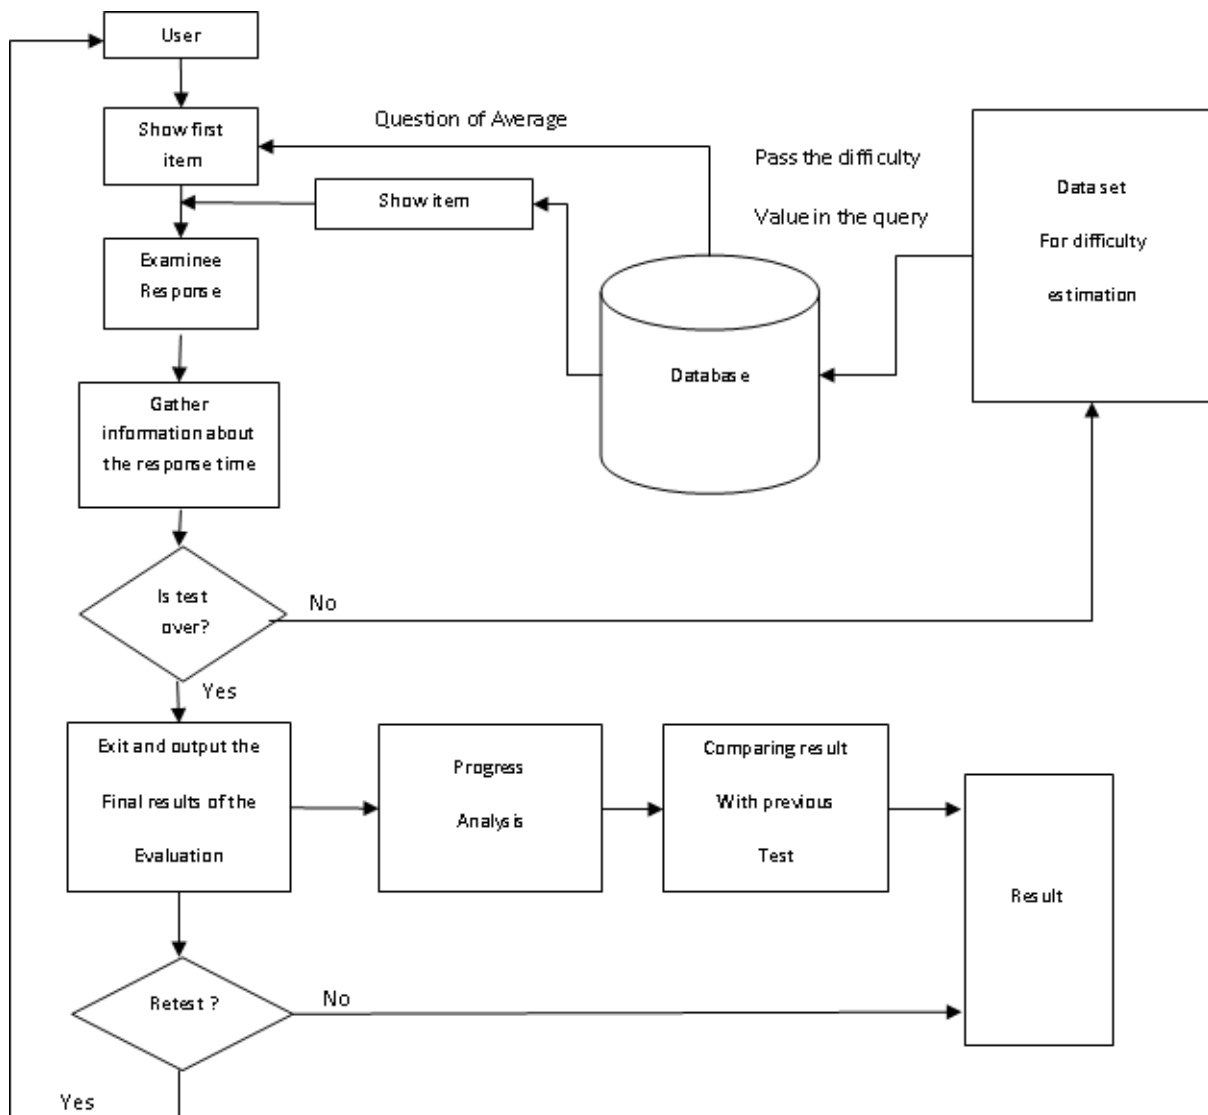 User
Show first
item
Question of Average
Pass the difficulty
Value in the query
Data set
For difficulty
estimation
Show item
Examinee
Response
Database
Gather
information about
the response time
Is test
over?
No
Yes
Exit and output the
Final results of the
Evaluation
Progress
Analysis
Comparing result
With previous
Test
Result
Retest ?
No
Yes